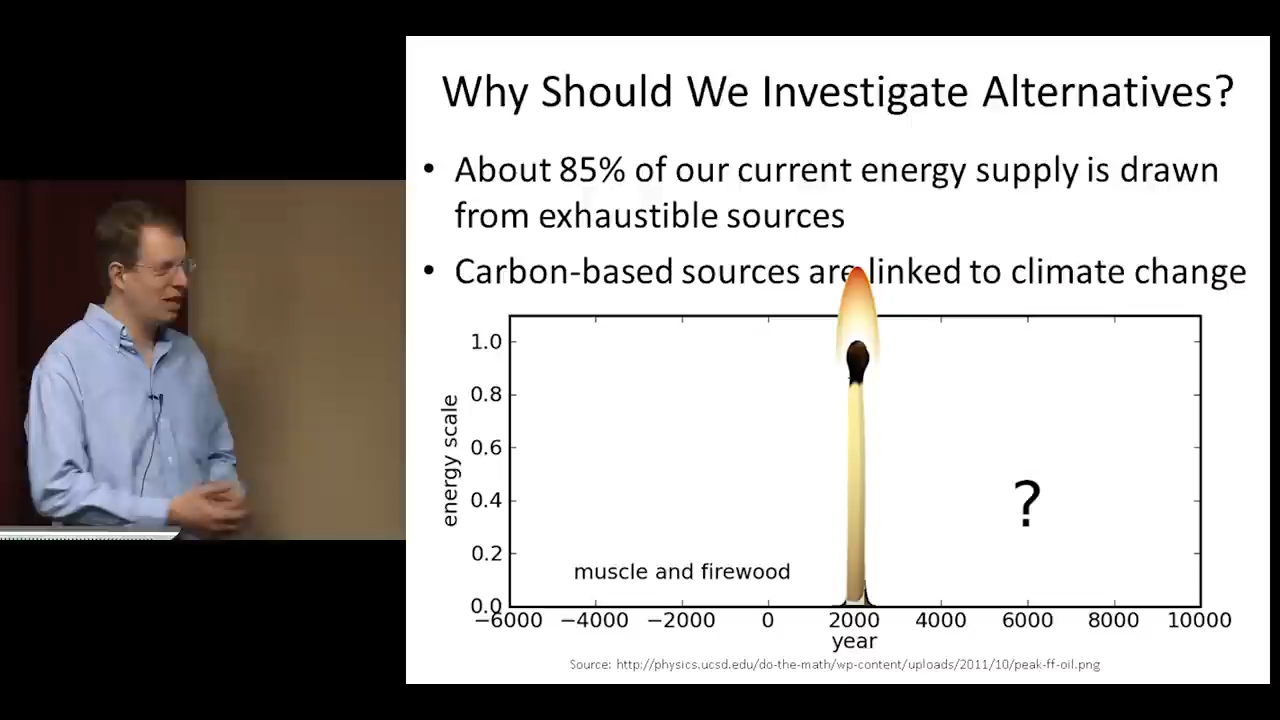 Why Should We Investigate Alternatives?
• About 85% of our current energy supply is drawn
from exhaustible sources
• Carbon-based sources are linked to climate change
1.0
0.8
0.6
0.4
0.2
0.0
energy scale
muscle and firewood
?
−6000 −4000 −2000 0 2000 4000 6000 8000 10000
year
Source: http://physics.ucsd.edu/do-the-math/wp-content/uploads/2011/10/peak-ff-oil.png